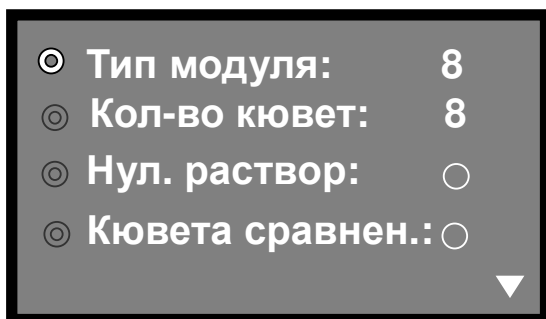 Тип модуля: 8
Кол-во кювет: 8
Нул. раствор:
Кювета сравнен.: